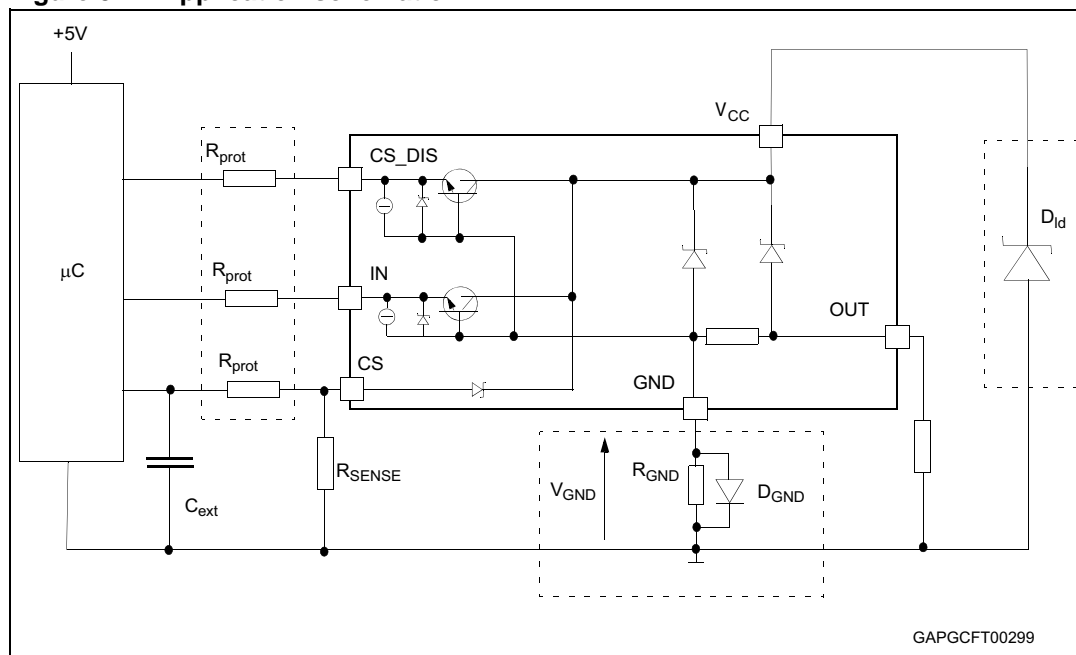 +5V
V_CC
R_prot
CS_DIS
D_ld
μC
R_prot
IN
OUT
R_prot
CS
GND
R_SENSE
R_GND
V_GND
D_GND
C_ext
GAPGCFT00299